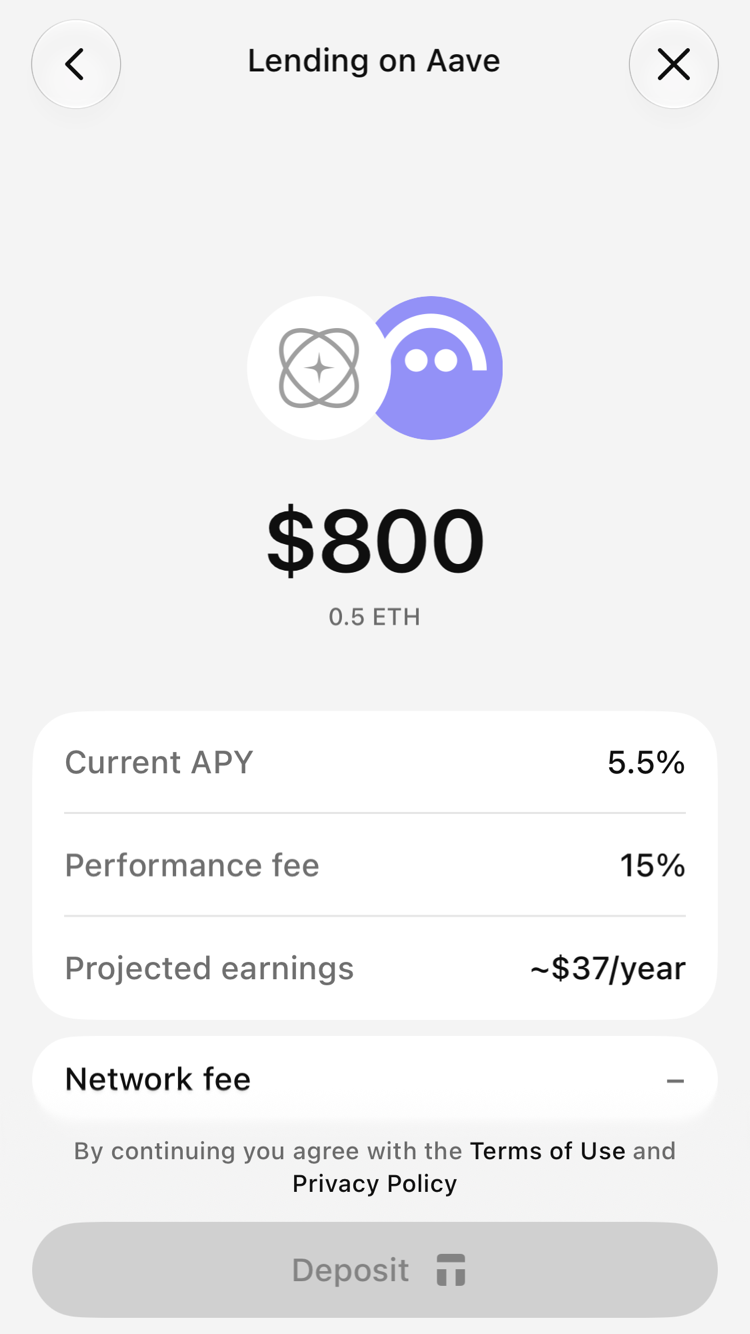 Lending on Aave
$800
0.5 ETH
Current APY 5.5%
Performance fee 15%
Projected earnings ~$37/year
Network fee –
By continuing you agree with the Terms of Use and
Privacy Policy
Deposit